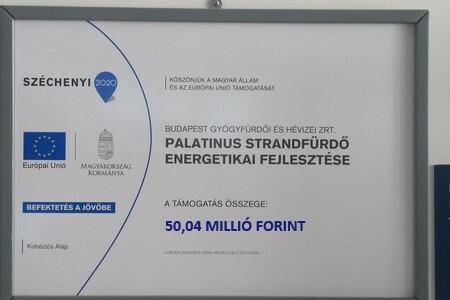 SZÉCHENYI 2020
KÖSZÖNJÜK A MAGYAR ÁLLAM
ÉS AZ EURÓPAI UNIÓ TÁMOGATÁSÁT.
Európai Unió
MAGYARORSZÁG
KORMÁNYA
BEFEKTETÉS A JÖVŐBE
Kohéziós Alap
BUDAPEST GYÓGYFÜRDŐI ÉS HÉVIZEI ZRT.
PALATINUS STRANDFÜRDŐ
ENERGETIKAI FEJLESZTÉSE
A TÁMOGATÁS ÖSSZEGE:
50,04 MILLIÓ FORINT